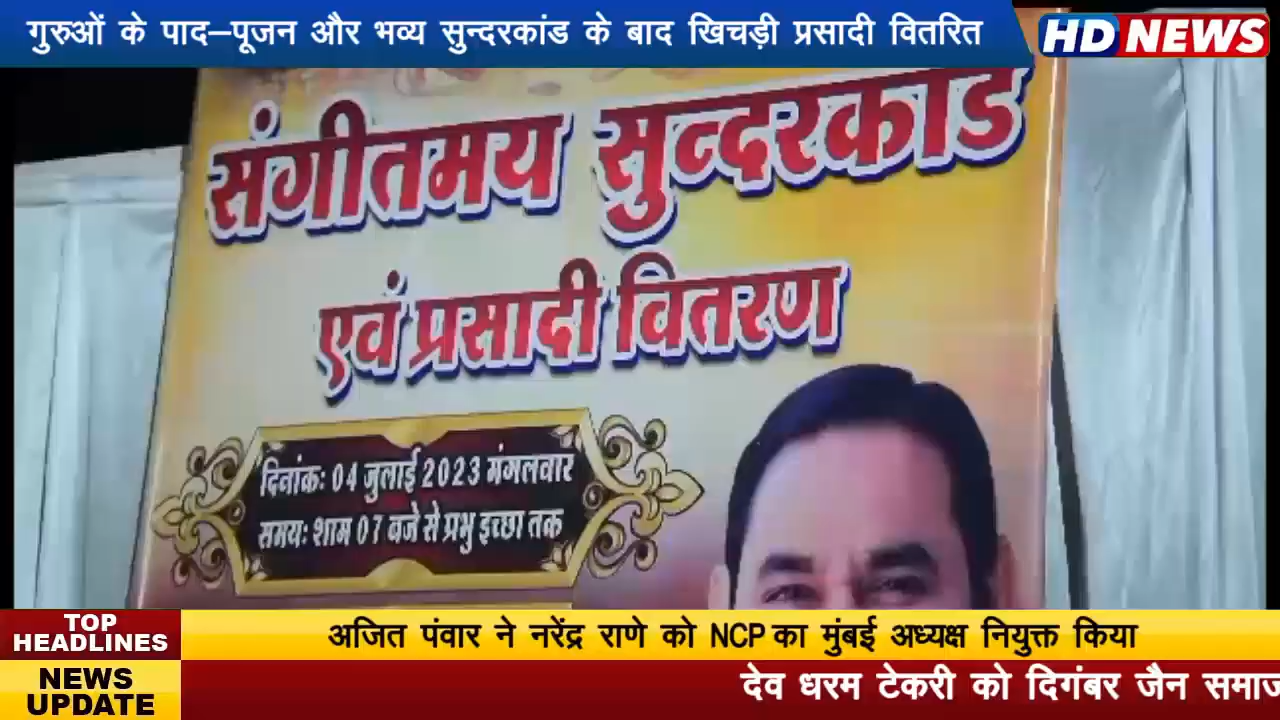 गुरुओं के पाद–पूजन और भव्य सुन्दरकांड के बाद खिचड़ी प्रसादी वितरित
HD NEWS
संगीतमय सुन्दरकांड
एवं प्रसादी वितरण
दिनांक: 04 जुलाई 2023 मंगलवार
समय: शाम 07 बजे से प्रभु इच्छा तक
TOP HEADLINES
अजित पंवार ने नरेंद्र राणे को NCP का मुंबई अध्यक्ष नियुक्त किया
NEWS UPDATE
देव धरम टेकरी को दिगंबर जैन समाज